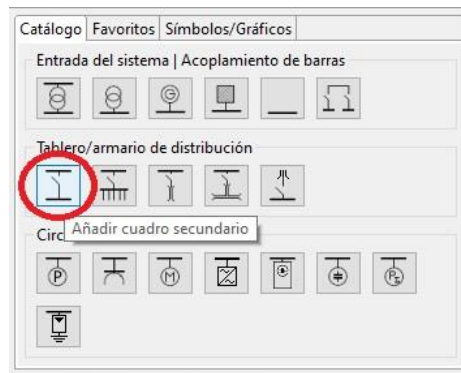 Catálogo Favoritos Símbolos/Gráficos
Entrada del sistema | Acoplamiento de barras
G
Tablero/armario de distribución
Añadir cuadro secundario
Circ
P M